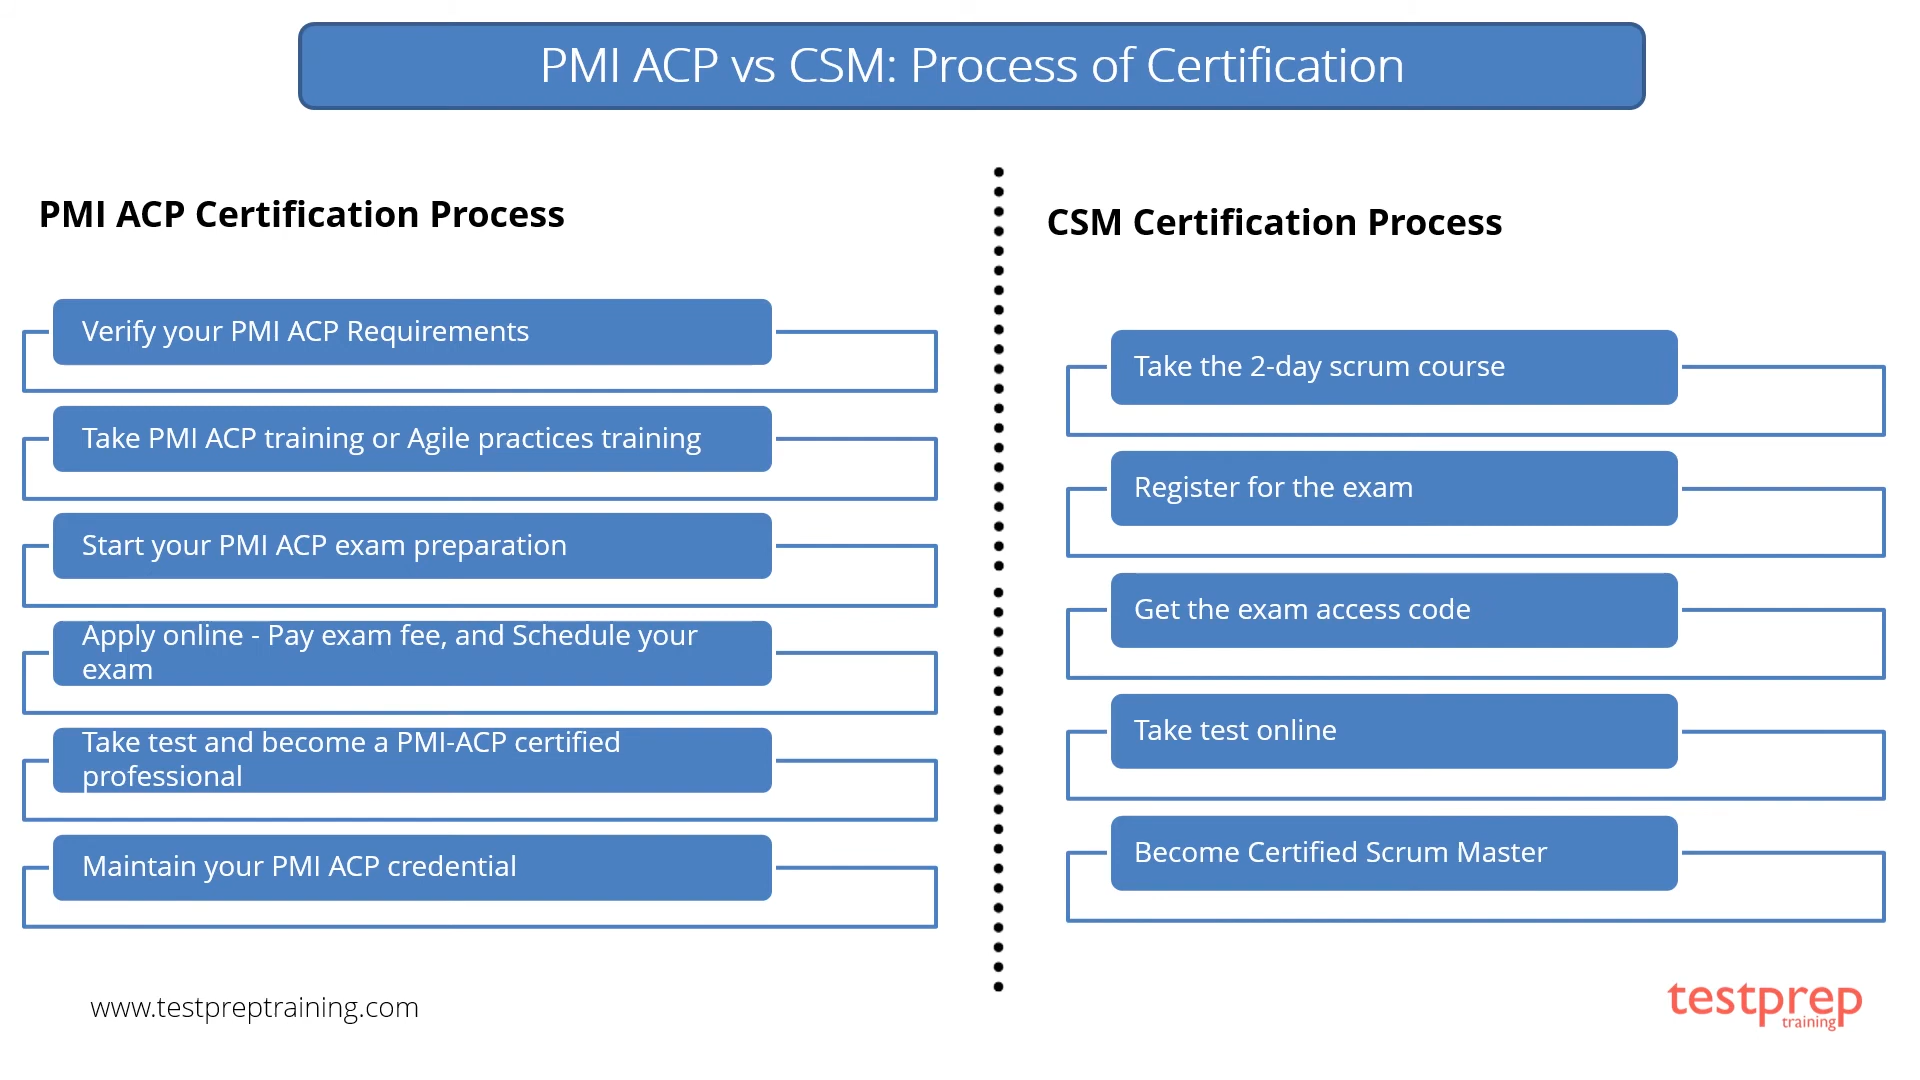 PMI ACP vs CSM: Process of Certification
PMI ACP Certification Process
Verify your PMI ACP Requirements
Take PMI ACP training or Agile practices training
Start your PMI ACP exam preparation
Apply online - Pay exam fee, and Schedule your
exam
Take test and become a PMI-ACP certified
professional
Maintain your PMI ACP credential
CSM Certification Process
Take the 2-day scrum course
Register for the exam
Get the exam access code
Take test online
Become Certified Scrum Master
www.testpreptraining.com
testprep
training